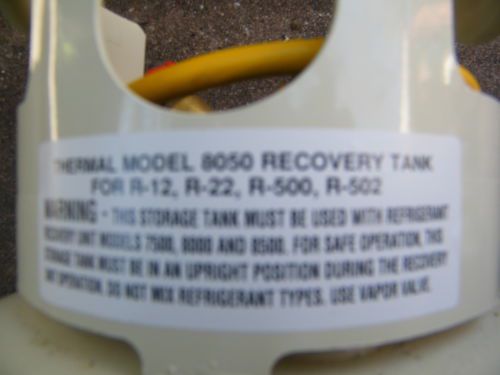 THERMAL MODEL 8050 RECOVERY TANK
FOR R-12, R-22, R-500, R-502
WARNING - THIS STORAGE TANK MUST BE USED WITH REFRIGERANT
RECOVERY UNIT MODELS 7500, 8000 AND 8500. FOR SAFE OPERATION, THIS
STORAGE TANK MUST BE IN AN UPRIGHT POSITION DURING THE RECOVERY
OPERATION. DO NOT MIX REFRIGERANT TYPES. USE VAPOR VALVE.